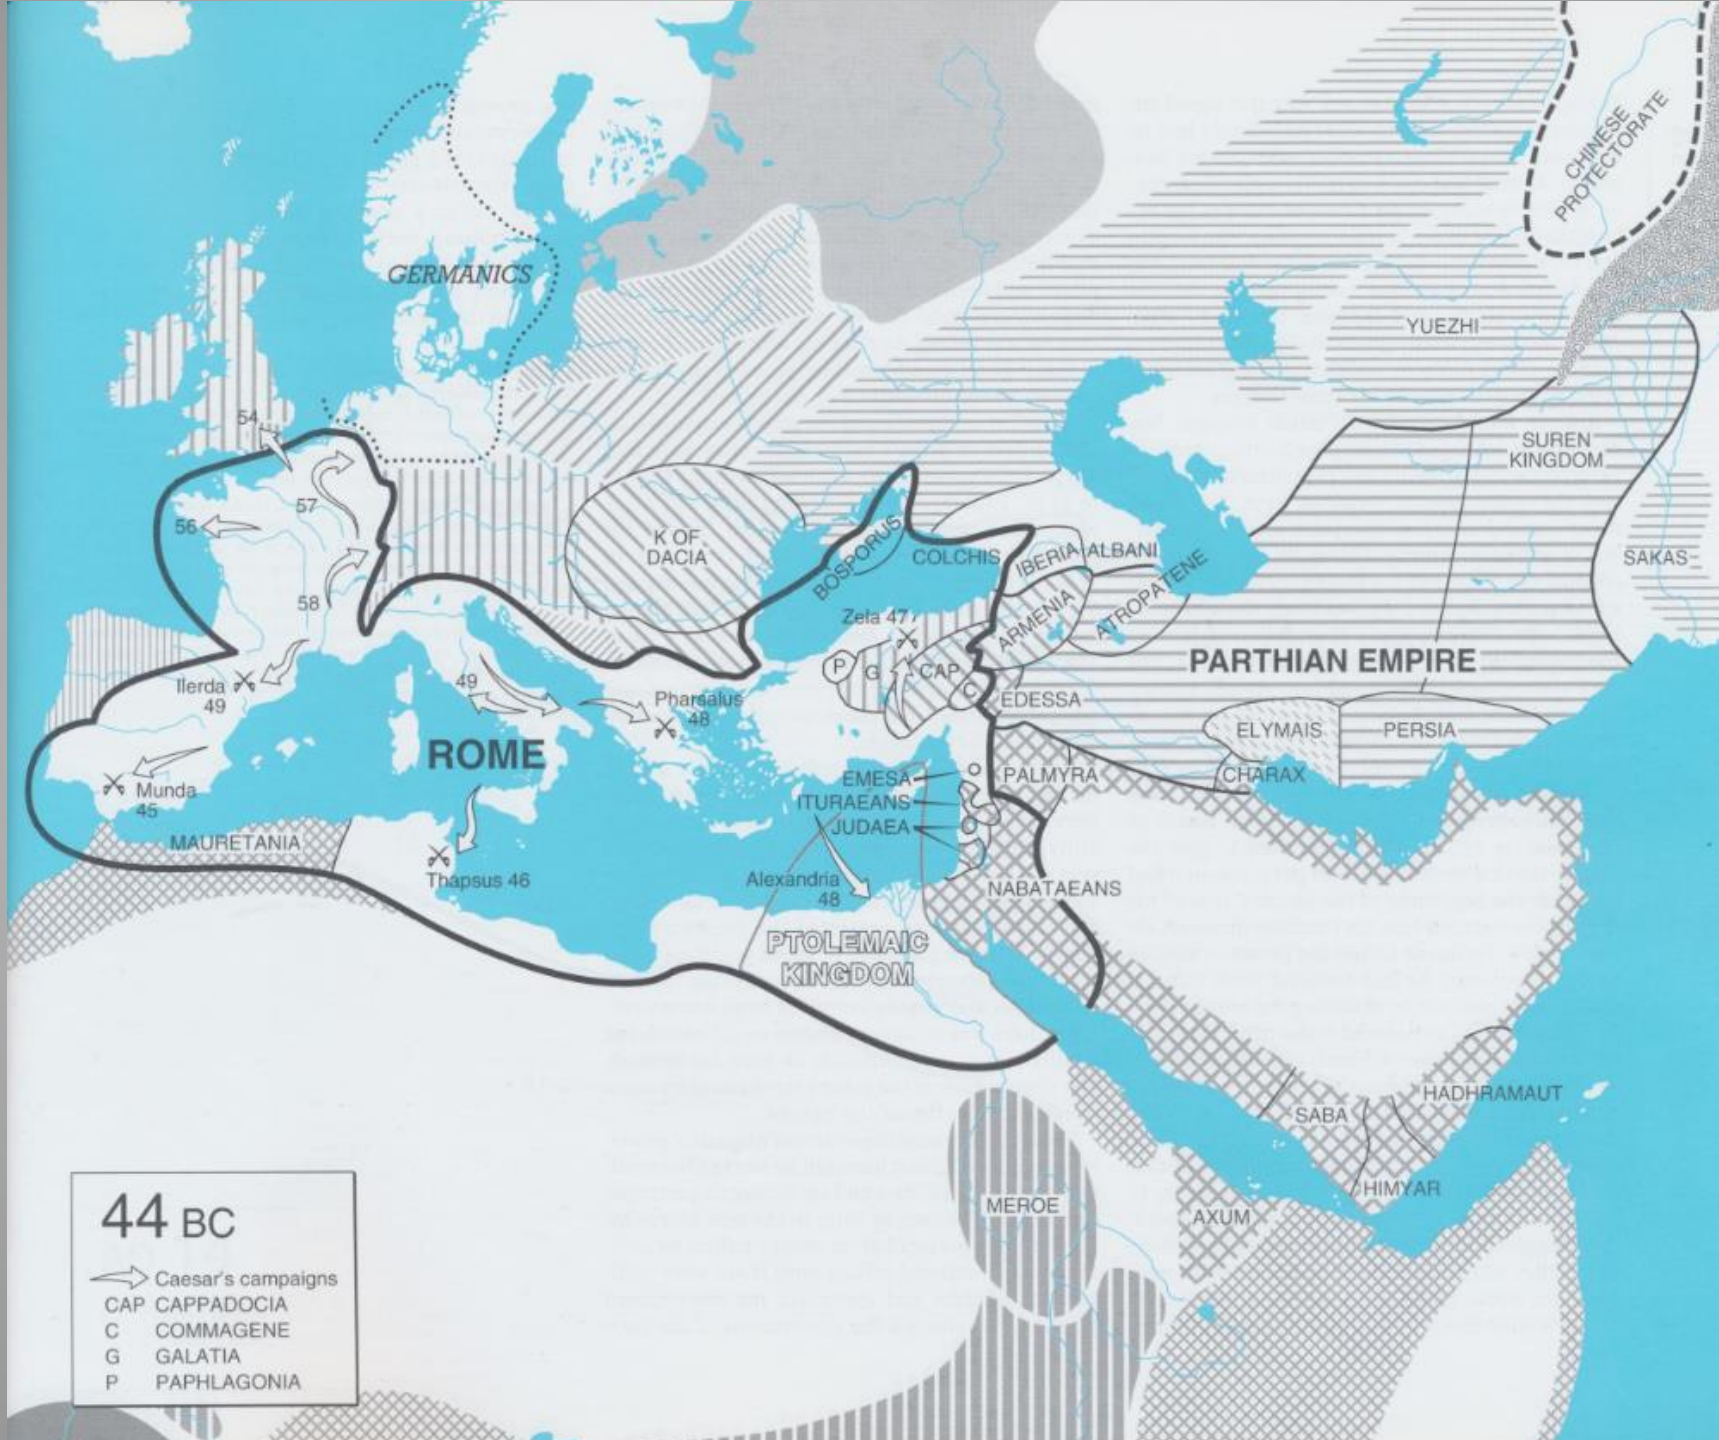 CHINESE
PROTECTORATE
GERMANICS
YUEZHI
54
SUREN
KINGDOM
57
56
K OF
DACIA
BOSPORUS
COLCHIS
IBERIA
ALBANI
SAKAS
58
Zela 47
ARMENIA
ATROPATENE
P
G
CAP
C
PARTHIAN EMPIRE
Ilerda
49
49
Pharsalus
48
EDESSA
ELYMAIS
PERSIA
ROME
EMESA
PALMYRA
CHARAX
Munda
45
ITURAEANS
JUDAEA
MAURETANIA
Thapsus 46
Alexandria
48
NABATAEANS
PTOLEMAIC
KINGDOM
HADHRAMAUT
SABA
HIMYAR
MEROE
AXUM
44 BC
Caesar's campaigns
CAP CAPPADOCIA
C COMMAGENE
G GALATIA
P PAPHLAGONIA